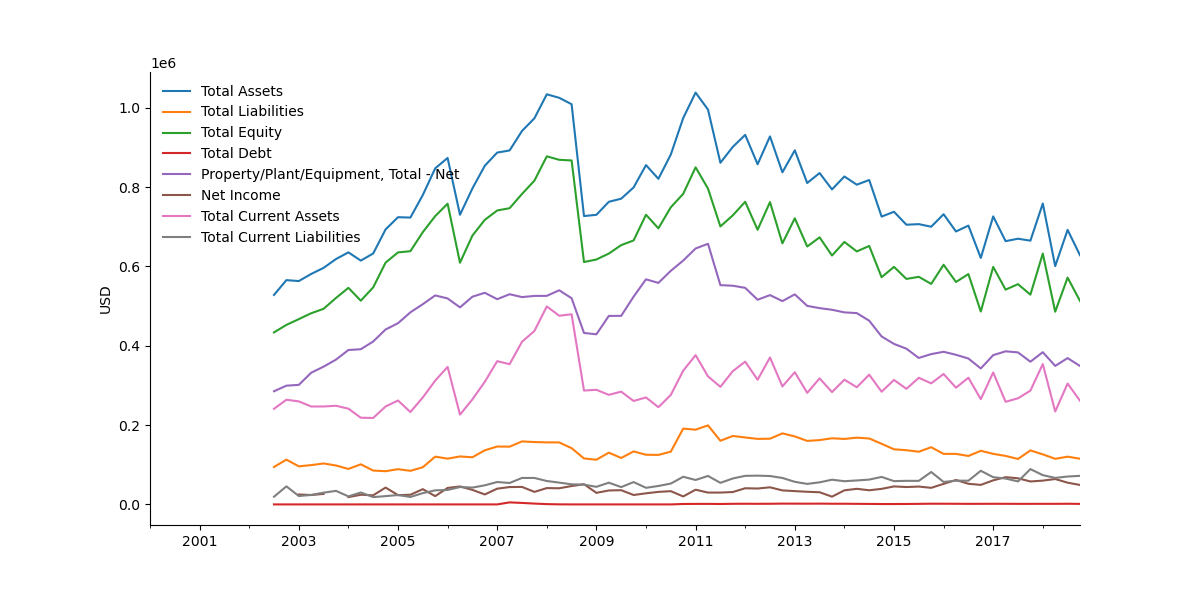 1e6
Total Assets
Total Liabilities
Total Equity
Total Debt
Property/Plant/Equipment, Total - Net
Net Income
Total Current Assets
Total Current Liabilities
1.0
0.8
0.6
0.4
0.2
0.0
USD
2001 2003 2005 2007 2009 2011 2013 2015 2017